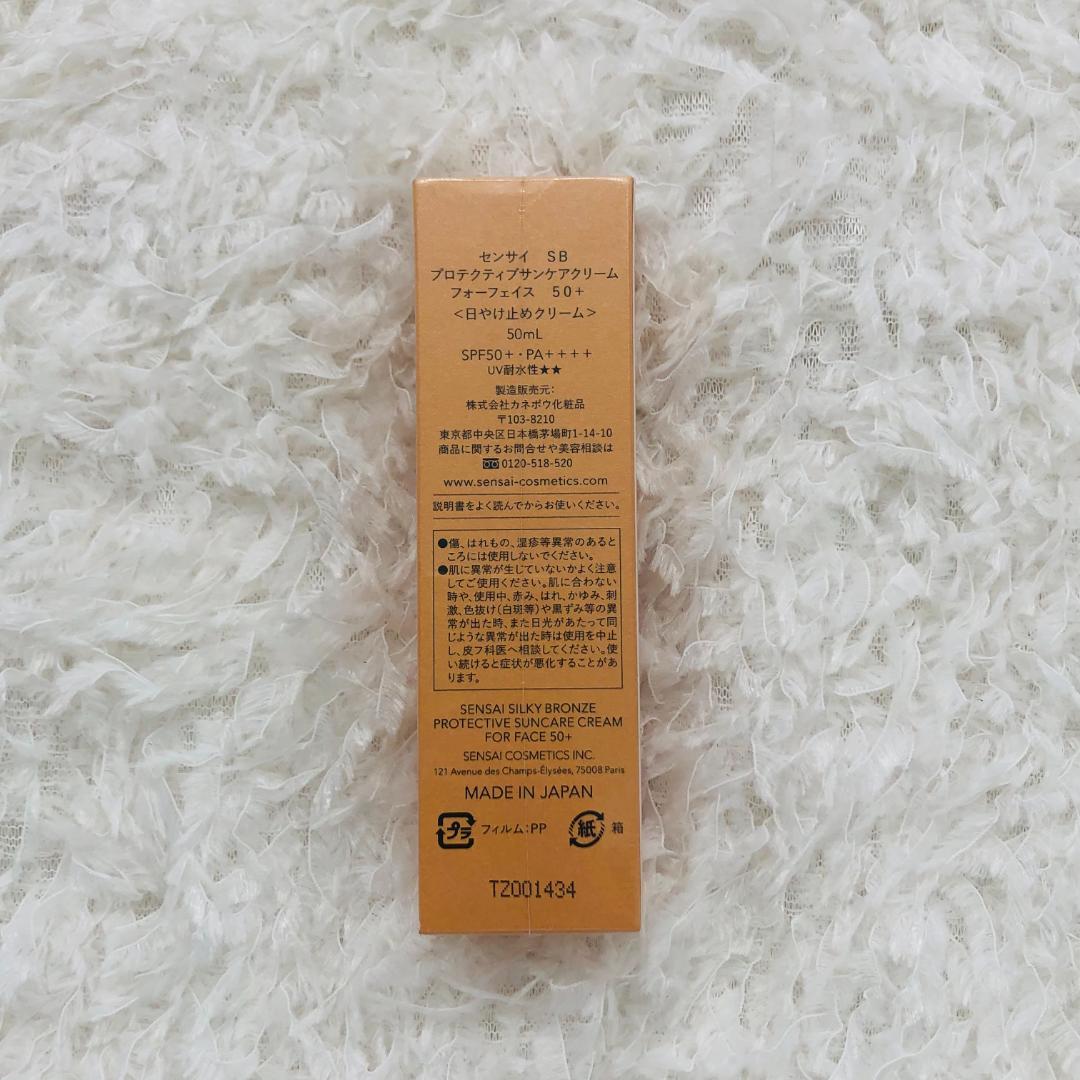 センサイ　SB
プロテクティブサンケアクリーム
フォーフェイス　50+
<日やけ止めクリーム>
50mL
SPF50+・PA++++
UV耐水性★★
製造販売元:
株式会社カネボウ化粧品
〒103-8210
東京都中央区日本橋茅場町1-14-10
商品に関するお問合せや美容相談は
0120-518-520
www.sensai-cosmetics.com
説明書をよく読んでからお使いください。
●傷、はれもの、湿疹等異常のあると
ころには使用しないでください。
●肌に異常が生じていないかよく注意
してご使用ください。肌に合わない
時や、使用中、赤み、はれ、かゆみ、刺
激、色抜け(白斑等)や黒ずみ等の異
常が出た時、また日光があたって同
じような異常が出た時は使用を中止
し、皮フ科医へ相談してください。使
い続けると症状が悪化することがあ
ります。
SENSAI SILKY BRONZE
PROTECTIVE SUNCARE CREAM
FOR FACE 50+
SENSAI COSMETICS INC.
121 Avenue des Champs-Élysées, 75008 Paris
MADE IN JAPAN
プラ フィルム:PP 紙 箱
TZ001434